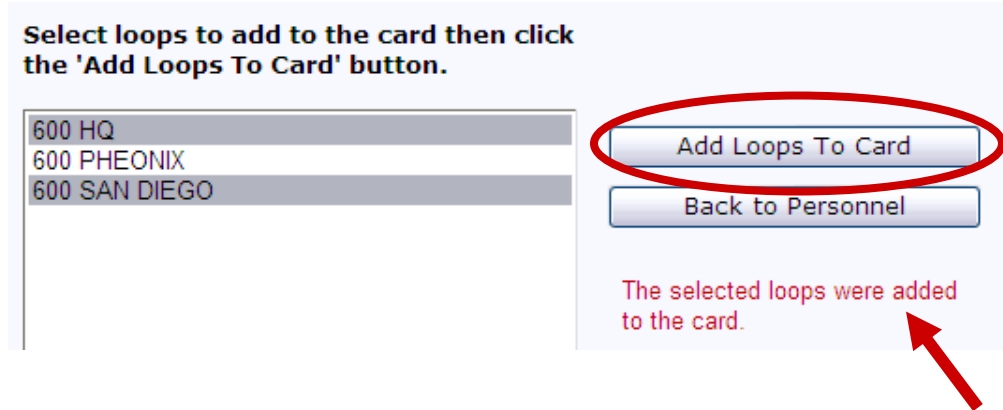 Select loops to add to the card then click
the 'Add Loops To Card' button.
600 HQ
600 PHEONIX
600 SAN DIEGO
Add Loops To Card
Back to Personnel
The selected loops were added
to the card.